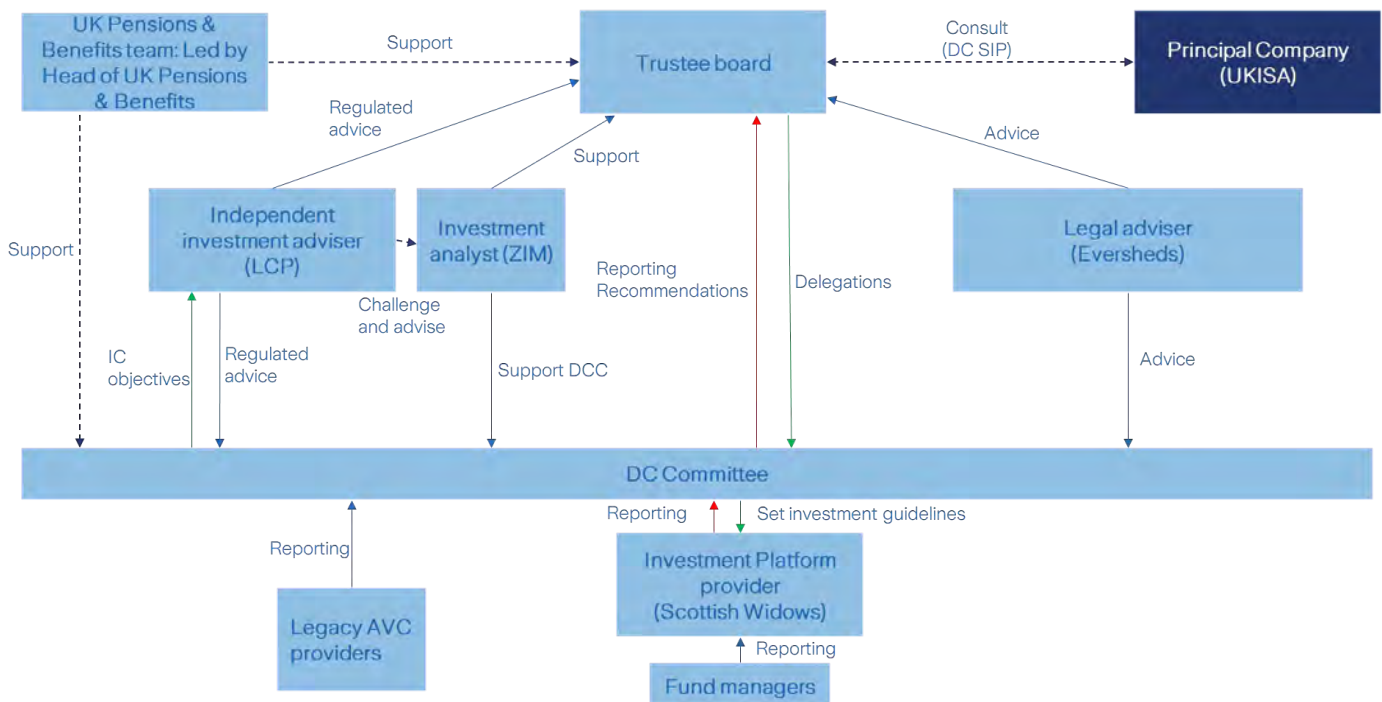 UK Pensions &
Benefits team: Led by
Head of UK Pensions
& Benefits
Support
Trustee board
Consult
(DC SIP)
Principal Company
(UKISA)
Regulated
advice
Support
Advice
Support
Independent
investment adviser
(LCP)
Investment
analyst (ZIM)
Legal adviser
(Eversheds)
Challenge
and advise
Reporting
Recommendations
Delegations
IC
objectives
Regulated
advice
Support DCC
Advice
DC Committee
Reporting
Reporting
Set investment guidelines
Legacy AVC
providers
Investment Platform
provider
(Scottish Widows)
Reporting
Fund managers